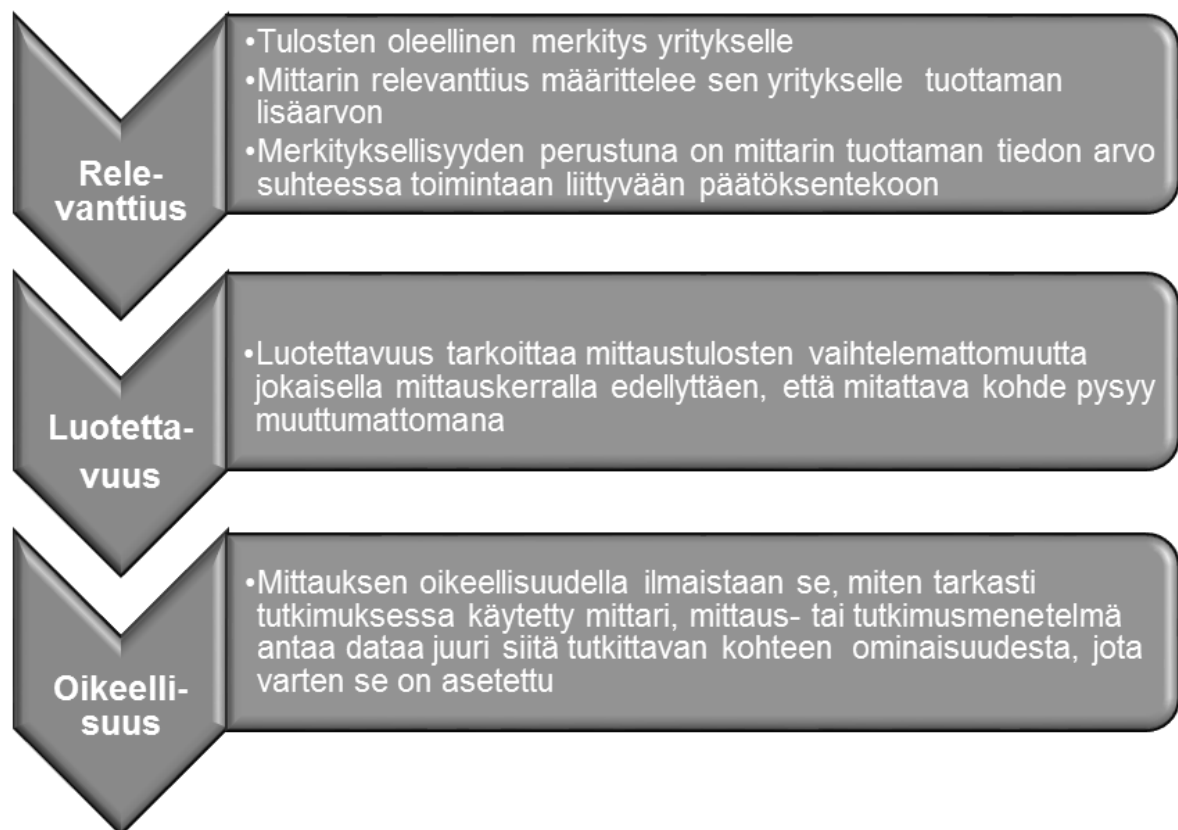 •Tulosten oleellinen merkitys yritykselle
•Mittarin relevanttius määrittelee sen yritykselle tuottaman
lisäarvon
•Merkityksellisyyden perustuna on mittarin tuottaman tiedon arvo
suhteessa toimintaan liittyvään päätöksentekoon
Rele-
vanttius
•Luotettavuus tarkoittaa mittaustulosten vaihtelemattomuutta
jokaisella mittauskerralla edellyttäen, että mitattava kohde pysyy
muuttumattomana
Luotetta-
vuus
•Mittauksen oikeellisuudella ilmaistaan se, miten tarkasti
tutkimuksessa käytetty mittari, mittaus- tai tutkimusmenetelmä
antaa dataa juuri siitä tutkittavan kohteen ominaisuudesta, jota
varten se on asetettu
Oikeelli-
suus